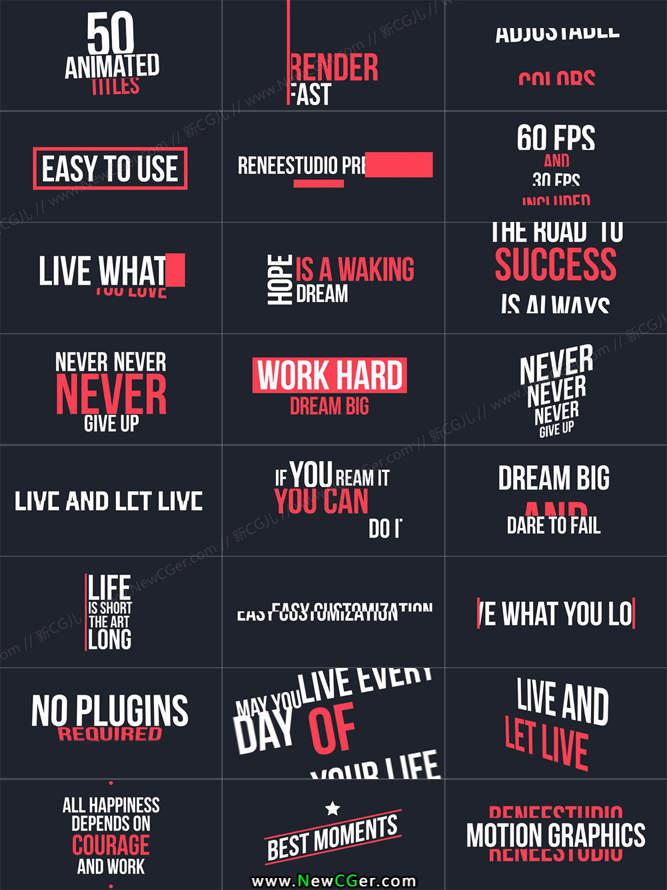 50
ANIMATED
TITLES
RENDER
FAST
ADJUSTABLE
COLORS
EASY TO USE
RENEESTUDIO PRE
60 FPS
AND
30 FPS
INCLUDED
LIVE WHAT
YOU LOVE
HOPE
IS A WAKING
DREAM
THE ROAD TO
SUCCESS
IS ALWAYS
NEVER NEVER
NEVER
GIVE UP
WORK HARD
DREAM BIG
NEVER
NEVER
NEVER
GIVE UP
LIVE AND LET LIVE
IF YOU REAM IT
YOU CAN
DO IT
DREAM BIG
AND
DARE TO FAIL
LIFE
IS SHORT
THE ART
LONG
EASY CUSTOMIZATION
VE WHAT YOU LO
NO PLUGINS
REQUIRED
MAY YOU LIVE EVERY
DAY OF
YOUR LIFE
LIVE AND
LET LIVE
ALL HAPPINESS
DEPENDS ON
COURAGE
AND WORK
BEST MOMENTS
RENEESTUDIO
MOTION GRAPHICS
RENEESTUDIO
www.NewCGer.com